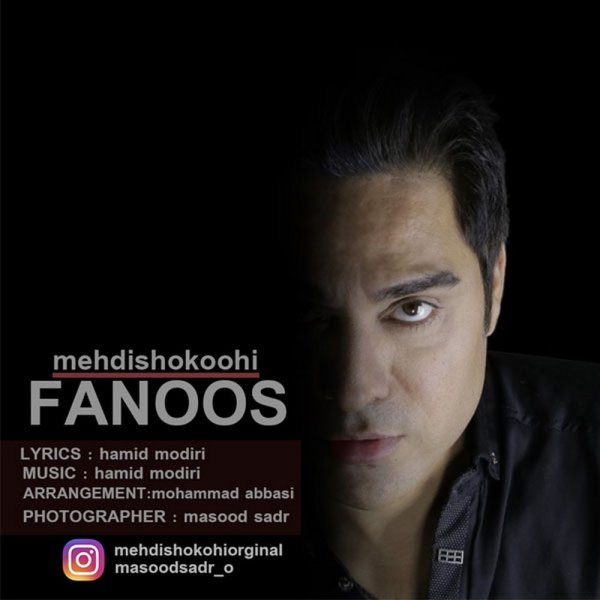 mehdishokoohi
FANOOS
LYRICS : hamid modiri
MUSIC : hamid modiri
ARRANGEMENT:mohammad abbasi
PHOTOGRAPHER : masood sadr
mehdishokohiorginal
masoodsadr_o